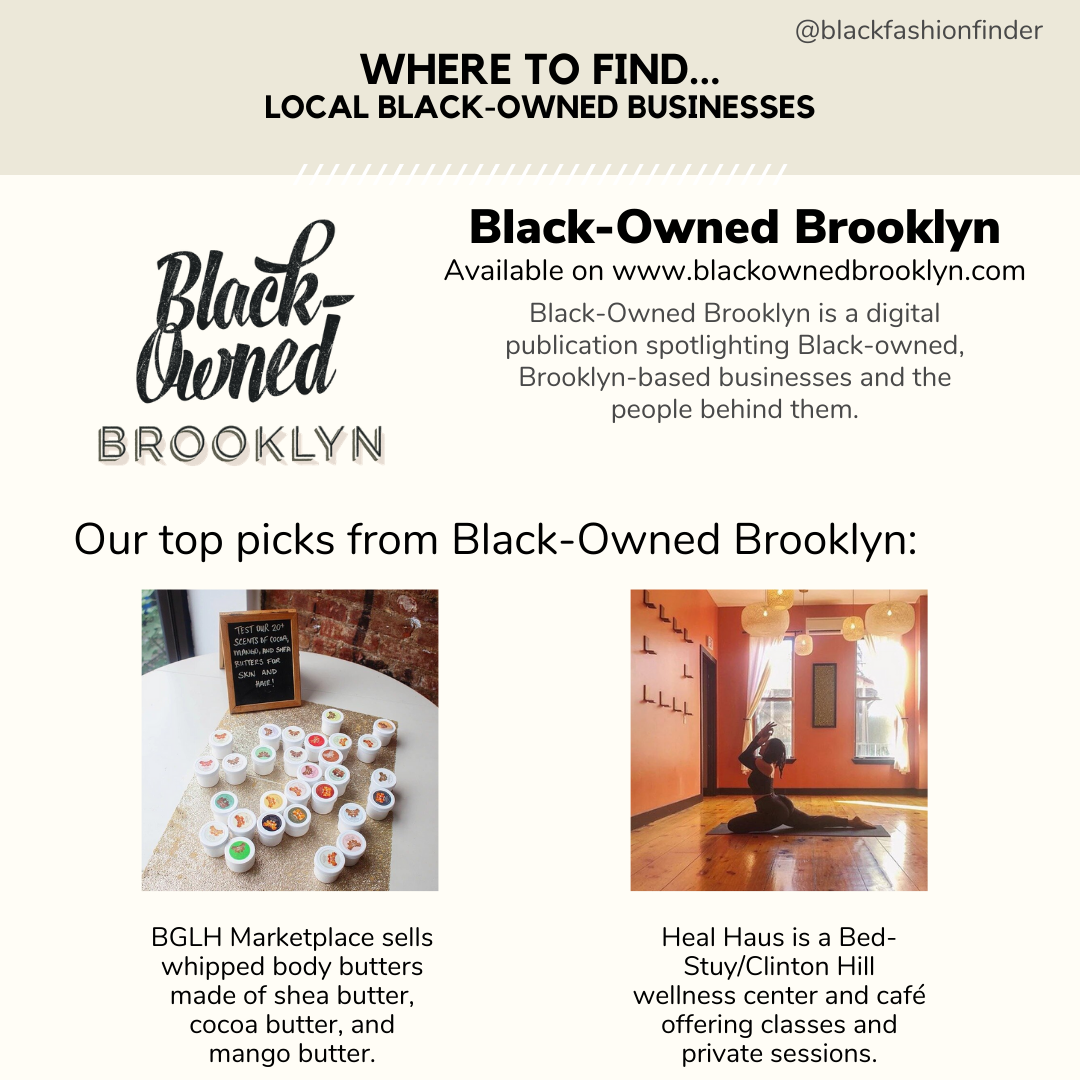 @blackfashionfinder
WHERE TO FIND...
LOCAL BLACK-OWNED BUSINESSES
Black-
Owned
BROOKLYN
Black-Owned Brooklyn
Available on www.blackownedbrooklyn.com
Black-Owned Brooklyn is a digital
publication spotlighting Black-owned,
Brooklyn-based businesses and the
people behind them.
Our top picks from Black-Owned Brooklyn:
TEST OUR 20+
SCENTS OF COCOA,
MANGO, AND SHEA
BUTTERS FOR
SKIN AND
HAIR!
BGLH Marketplace sells
whipped body butters
made of shea butter,
cocoa butter, and
mango butter.
Heal Haus is a Bed-
Stuy/Clinton Hill
wellness center and café
offering classes and
private sessions.